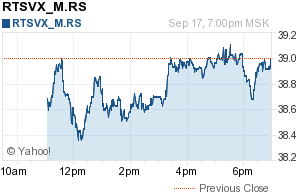 RTSVX_M.RS
RTSVX_M.RS Sep 17, 7:00pm MSK
39.2
39.0
38.8
38.6
38.4
38.2
© Yahoo!
10am 12pm 2pm 4pm 6pm
Previous Close